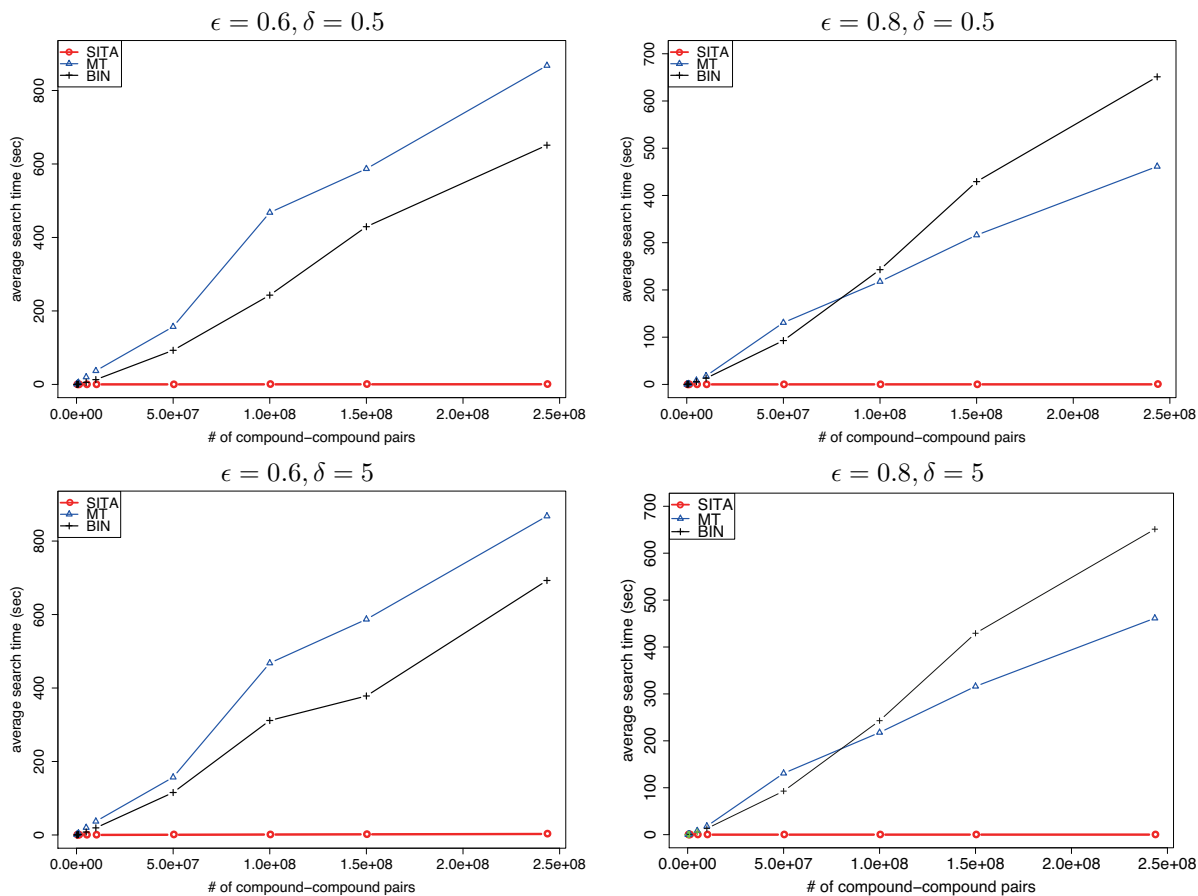 ϵ = 0.6, δ = 0.5
SITA
MT
BIN
average search time (sec)
800
600
400
200
0
0.0e+00 5.0e+07 1.0e+08 1.5e+08 2.0e+08 2.5e+08
# of compound−compound pairs
ϵ = 0.8, δ = 0.5
SITA
MT
BIN
average search time (sec)
700
600
500
400
300
200
100
0
0.0e+00 5.0e+07 1.0e+08 1.5e+08 2.0e+08 2.5e+08
# of compound−compound pairs
ϵ = 0.6, δ = 5
SITA
MT
BIN
average search time (sec)
800
600
400
200
0
0.0e+00 5.0e+07 1.0e+08 1.5e+08 2.0e+08 2.5e+08
# of compound−compound pairs
ϵ = 0.8, δ = 5
SITA
MT
BIN
average search time (sec)
700
600
500
400
300
200
100
0
0.0e+00 5.0e+07 1.0e+08 1.5e+08 2.0e+08 2.5e+08
# of compound−compound pairs